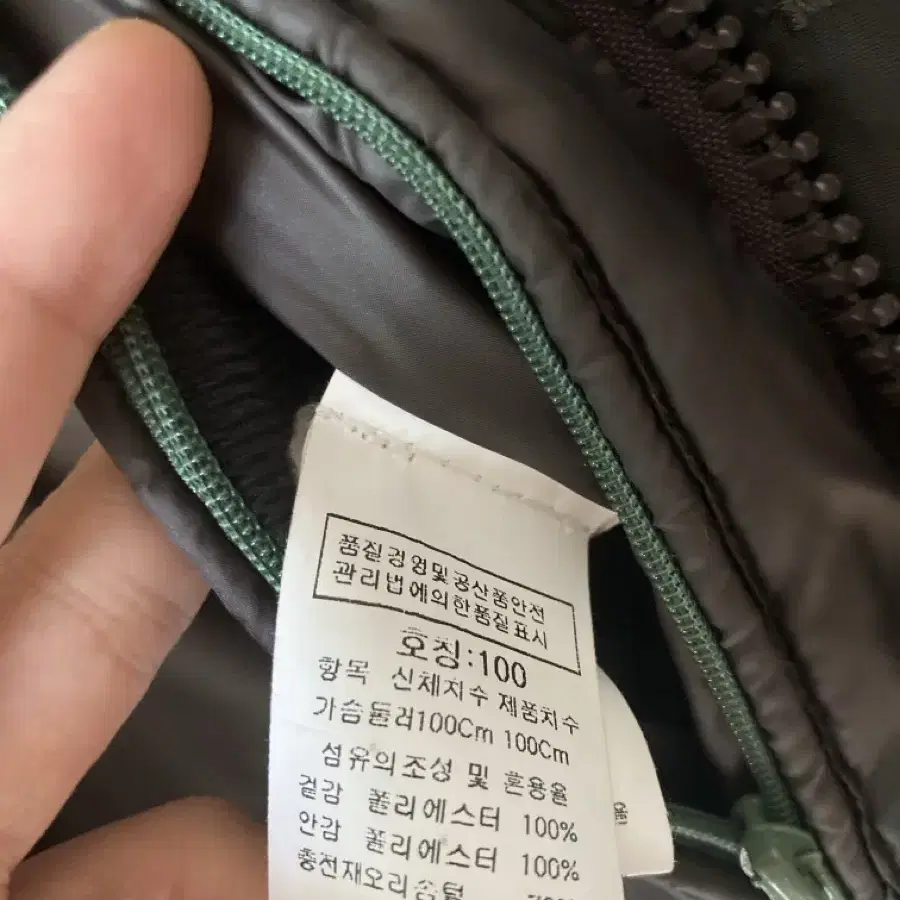 품질경영및공산품안전
관리법에의한품질표시
호칭:100
항목 신체치수 제품치수
가슴둘레100Cm 100Cm
섬유의조성 및 혼용율
겉감 폴리에스터 100%
안감 폴리에스터 100%
충전재오리솜털